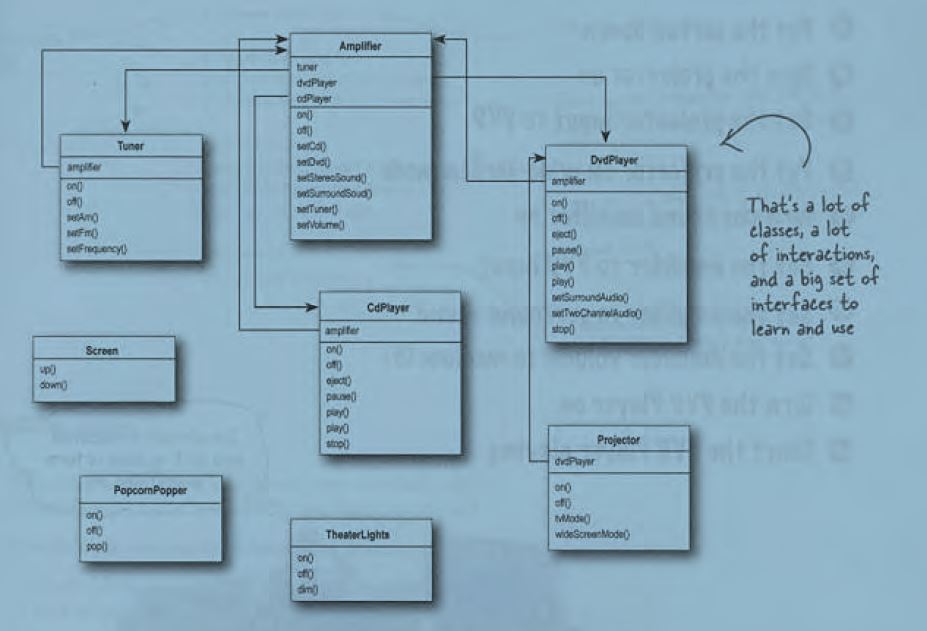 Amplifier
tuner
dvdPlayer
cdPlayer
on()
off()
setCd()
setDvd()
setStereoSound()
setSurroundSoud()
setTuner()
setVolume()
Tuner
amplifier
on()
off()
setAm()
setFm()
setFrequency()
DvdPlayer
amplifier
on()
off()
eject()
pause()
play()
play()
setSurroundAudio()
setTwoChannelAudio()
stop()
That's a lot of
classes, a lot
of interactions,
and a big set of
interfaces to
learn and use
CdPlayer
amplifier
on()
off()
eject()
pause()
play()
play()
stop()
Screen
up()
down()
Projector
dvdPlayer
on()
off()
tvMode()
wideScreenMode()
PopcornPopper
on()
off()
pop()
TheaterLights
on()
off()
dim()